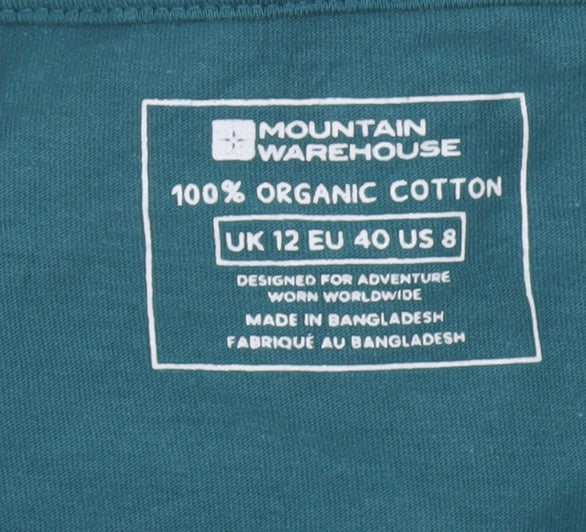 MOUNTAIN
WAREHOUSE
100% ORGANIC COTTON
UK 12 EU 40 US 8
DESIGNED FOR ADVENTURE
WORN WORLDWIDE
MADE IN BANGLADESH
FABRIQUÉ AU BANGLADESH